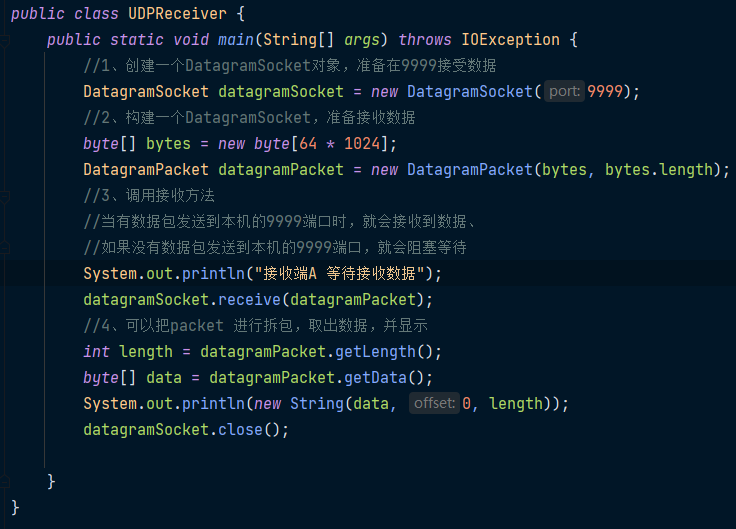 public class UDPReceiver {
public static void main(String[] args) throws IOException {
//1、创建一个DatagramSocket对象，准备在9999接受数据
DatagramSocket datagramSocket = new DatagramSocket( port: 9999);
//2、构建一个DatagramSocket，准备接收数据
byte[] bytes = new byte[64 * 1024];
DatagramPacket datagramPacket = new DatagramPacket(bytes, bytes.length);
//3、调用接收方法
//当有数据包发送到本机的9999端口时，就会接收到数据、
//如果没有数据包发送到本机的9999端口，就会阻塞等待
System.out.println("接收端A 等待接收数据");
datagramSocket.receive(datagramPacket);
//4、可以把packet 进行拆包，取出数据，并显示
int length = datagramPacket.getLength();
byte[] data = datagramPacket.getData();
System.out.println(new String(data, offset: 0, length));
datagramSocket.close();
}
}